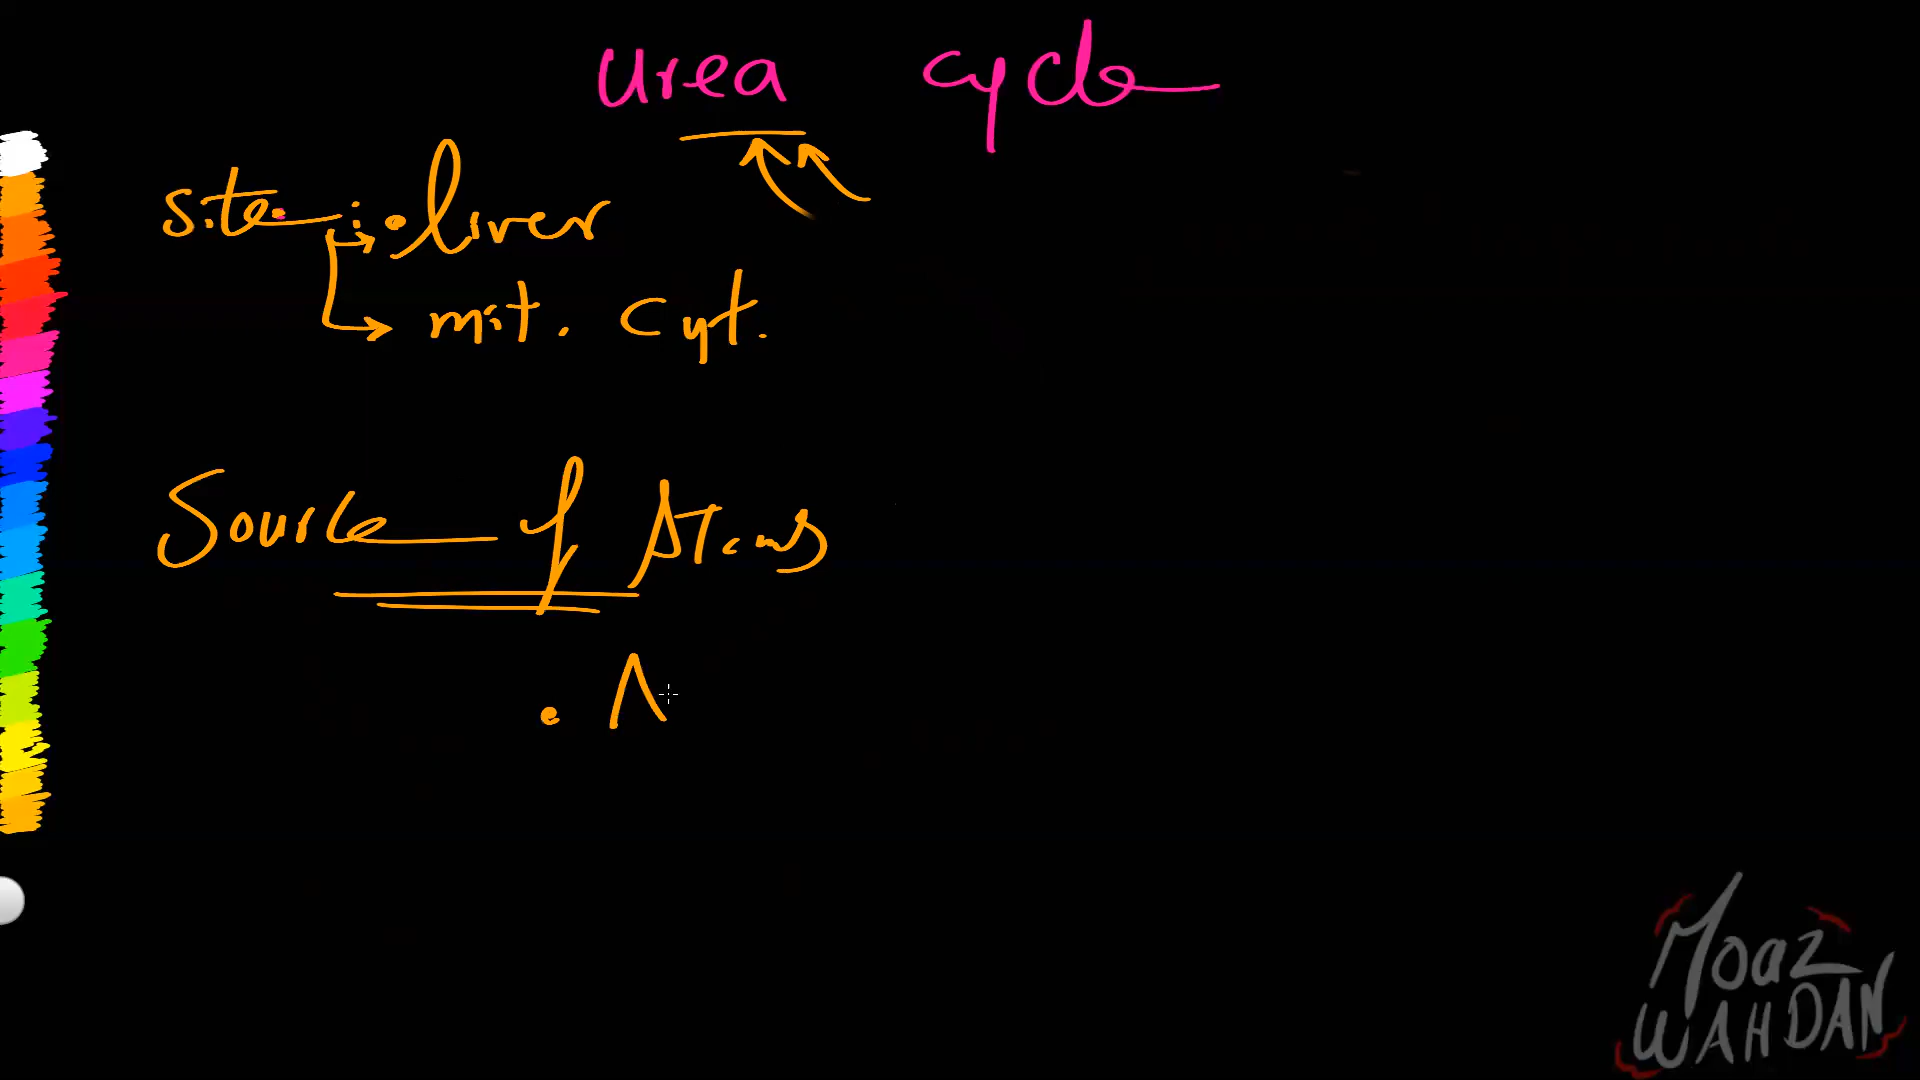 urea cycle
site : • liver
mit. cyt.
Source of Atoms
•
MOAZ
WAHDAN